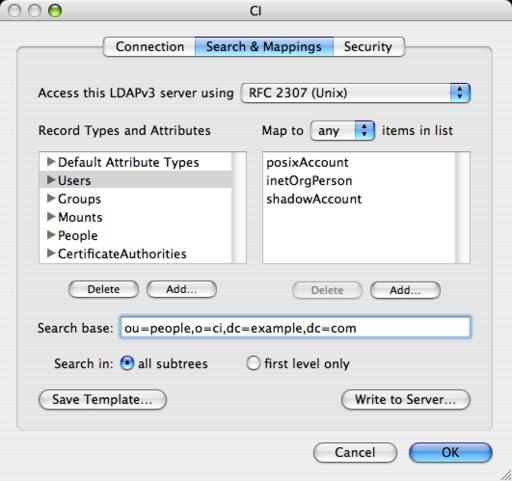 CI
Connection Search & Mappings Security
Access this LDAPv3 server using RFC 2307 (Unix)
Record Types and Attributes Map to any items in list
Default Attribute Types
Users
Groups
Mounts
People
CertificateAuthorities
posixAccount
inetOrgPerson
shadowAccount
Delete Add... Delete Add...
Search base: ou=people,o=ci,dc=example,dc=com
Search in: all subtrees first level only
Save Template... Write to Server...
Cancel OK